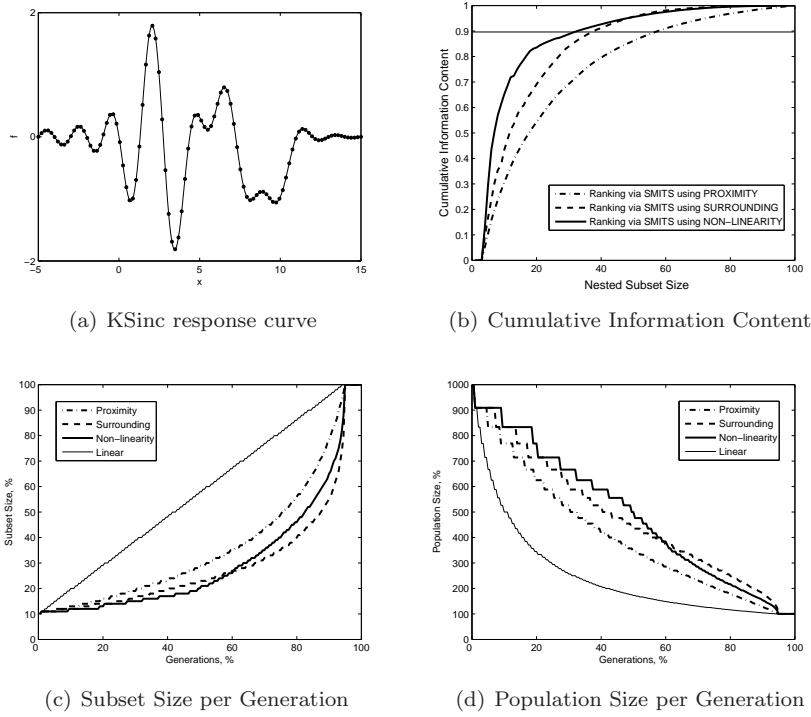 2
0
−2
f
−5
0
5
10
15
x
(a) KSinc response curve
1
0.9
0.8
0.7
0.6
0.5
0.4
0.3
0.2
0.1
0
Cumulative Information Content
Ranking via SMITS using PROXIMITY
Ranking via SMITS using SURROUNDING
Ranking via SMITS using NON−LINEARITY
0
20
40
60
80
100
Nested Subset Size
(b) Cumulative Information Content
100
90
80
70
60
50
40
30
20
10
0
Subset Size, %
Proximity
Surrounding
Non−linearity
Linear
0
20
40
60
80
100
Generations, %
(c) Subset Size per Generation
1000
900
800
700
600
500
400
300
200
100
0
Population Size, %
Proximity
Surrounding
Non−linearity
Linear
0
20
40
60
80
100
Generations, %
(d) Population Size per Generation